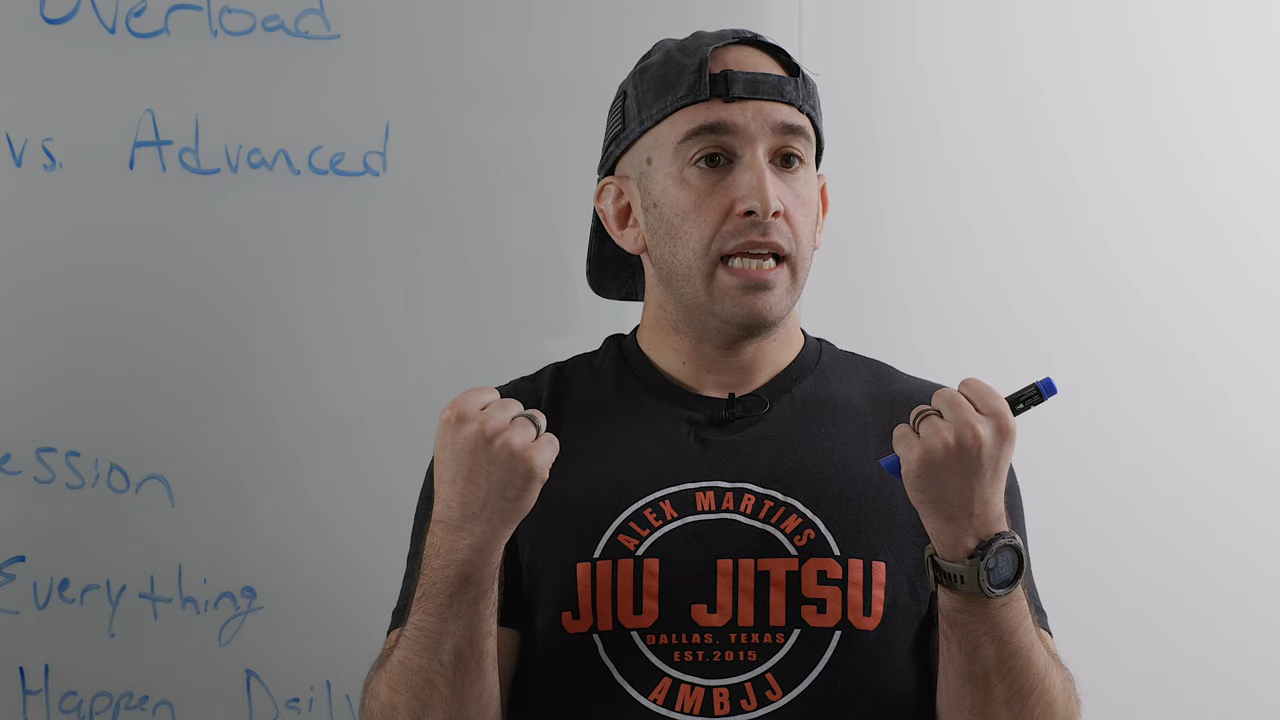 Overload
vs. Advanced
ession
Everything
Happen Daily
ALEX MARTINS
JIU JITSU
DALLAS, TEXAS
EST.2015
AMBJJ